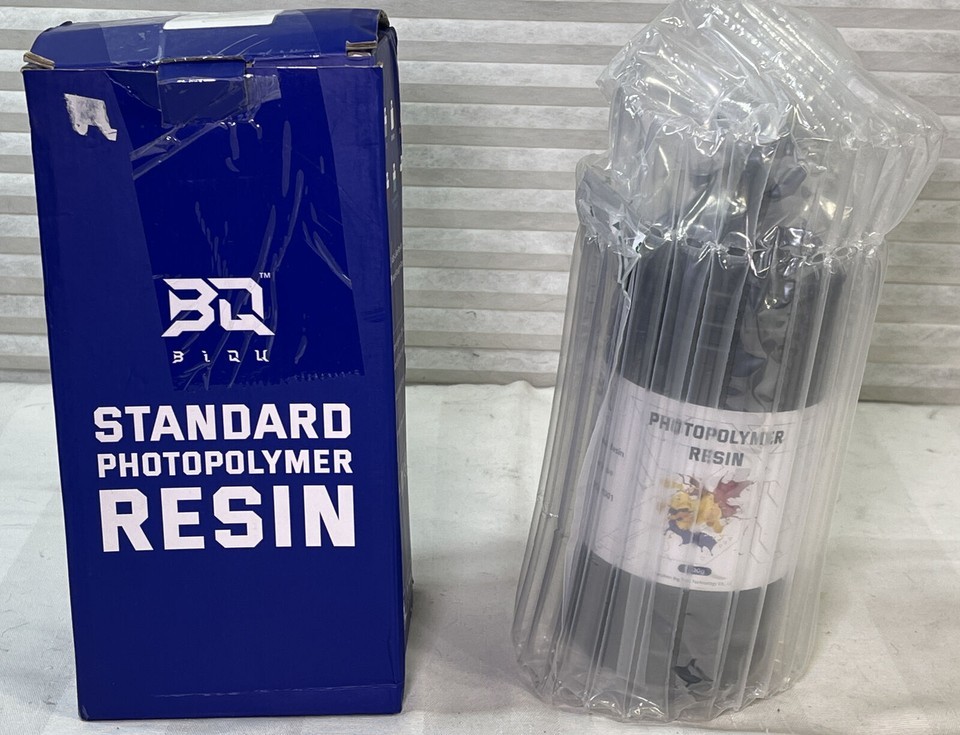 BQ™
BIQU
STANDARD
PHOTOPOLYMER
RESIN
PHOTOPOLYMER
RESIN